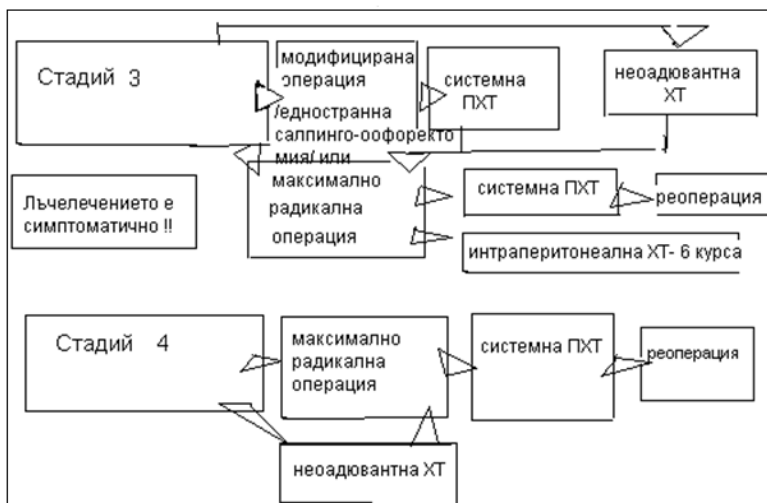 Стадий 3
модифицирана
операция
/едностранна
салпинго-оофоректо
мия/ или
максимално
радикална
операция
системна
ПХТ
неоадювантна
ХТ
Лъчелечението е
симптоматично !!
системна ПХТ
реоперация
интраперитонеална ХТ- 6 курса
Стадий 4
максимално
радикална
операция
системна ПХТ
реоперация
неоадювантна ХТ